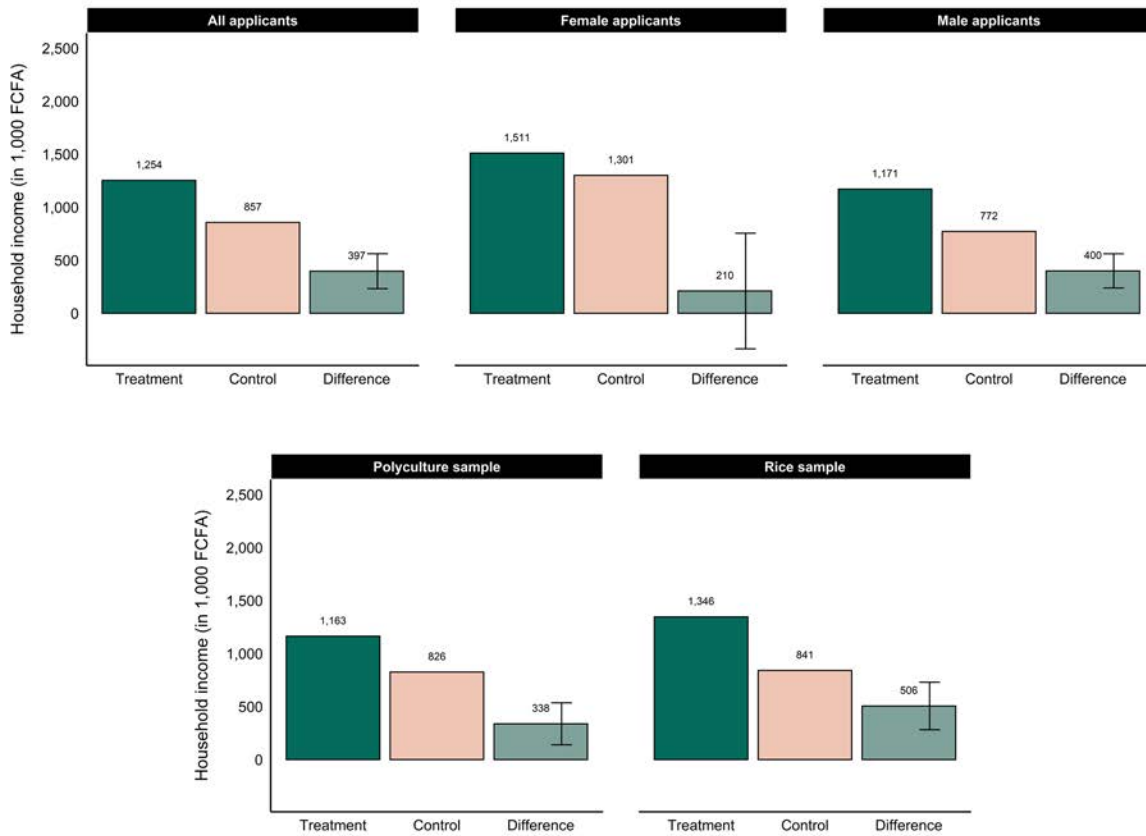 All applicants
Female applicants
Male applicants
Household income (in 1,000 FCFA)
2,500
2,000
1,500
1,000
500
0
1,254
857
397
Treatment
Control
Difference
1,511
1,301
210
Treatment
Control
Difference
1,171
772
400
Treatment
Control
Difference
Polyculture sample
Rice sample
Household income (in 1,000 FCFA)
2,500
2,000
1,500
1,000
500
0
1,163
826
338
Treatment
Control
Difference
1,346
841
506
Treatment
Control
Difference